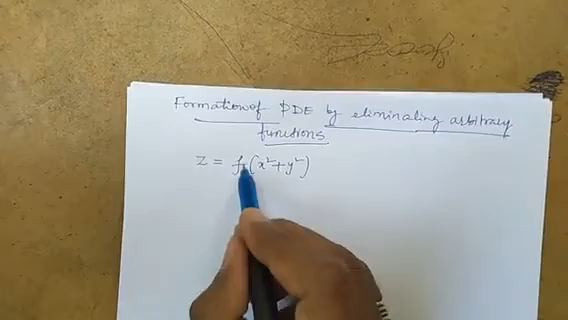 Formation of PDE by eliminating arbitrary
functions
z = f(x²+y²)